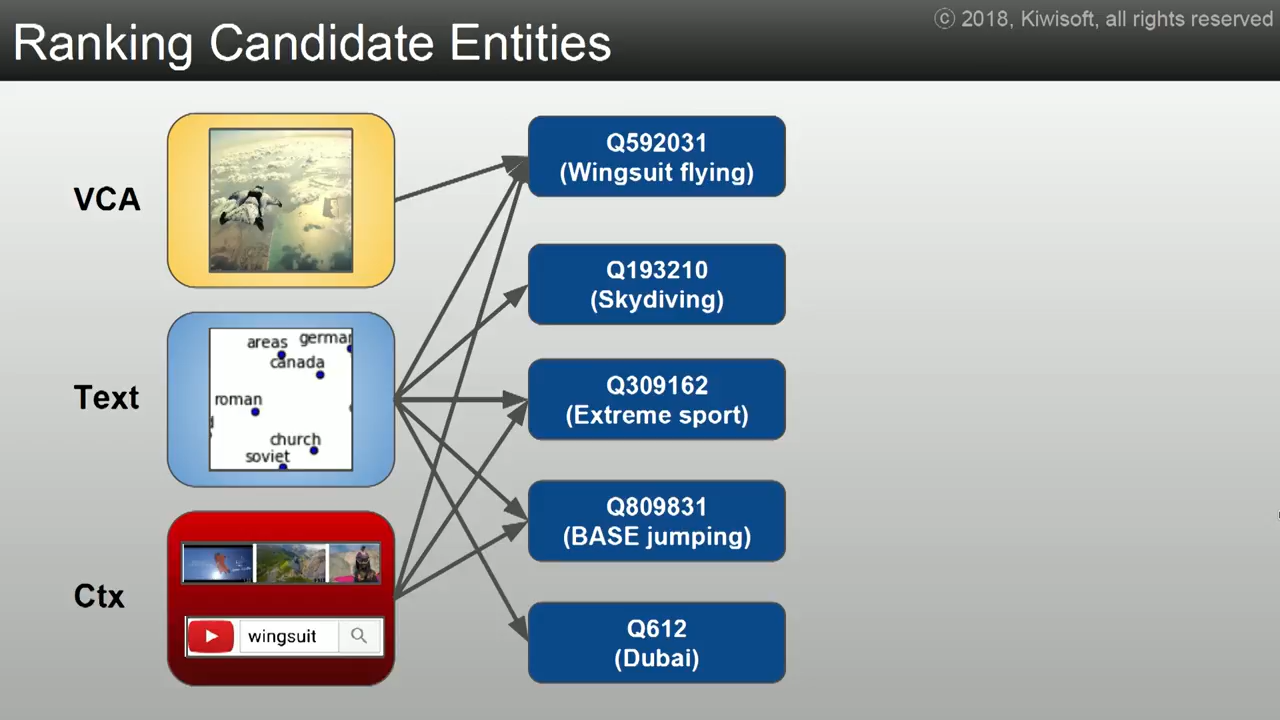 © 2018, Kiwisoft, all rights reserved
Ranking Candidate Entities
VCA
Text
areas
canada
roman
church
soviet
Ctx
wingsuit
Q592031
(Wingsuit flying)
Q193210
(Skydiving)
Q309162
(Extreme sport)
Q809831
(BASE jumping)
Q612
(Dubai)